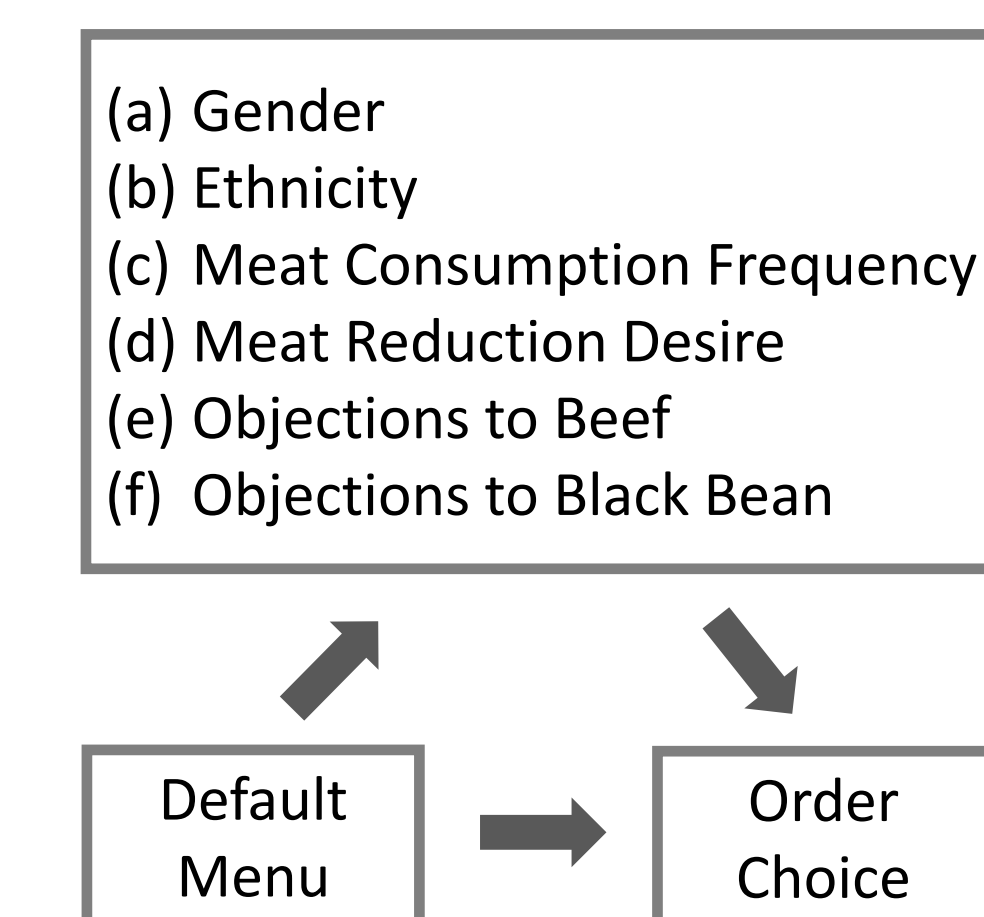 (a) Gender
(b) Ethnicity
(c) Meat Consumption Frequency
(d) Meat Reduction Desire
(e) Objections to Beef
(f) Objections to Black Bean
Default
Menu
Order
Choice